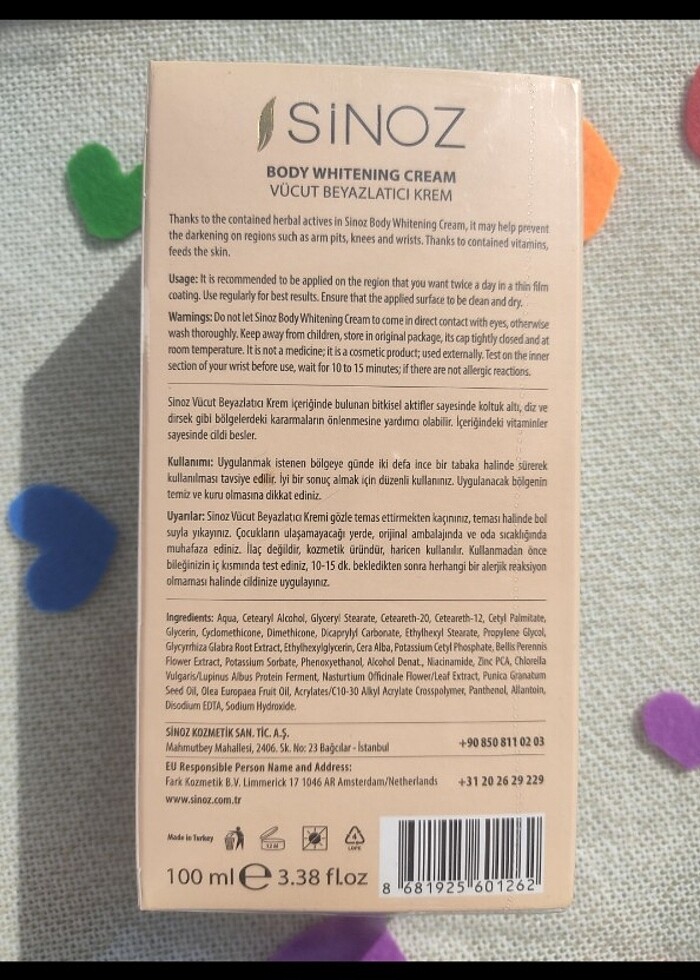 SiNOZ
BODY WHITENING CREAM
VÜCUT BEYAZLATICI KREM
Thanks to the contained herbal actives in Sinoz Body Whitening Cream, it may help prevent
the darkening on regions such as arm pits, knees and wrists. Thanks to contained vitamins,
feeds the skin.
Usage: It is recommended to be applied on the region that you want twice a day in a thin film
coating. Use regularly for best results. Ensure that the applied surface to be clean and dry.
Warnings: Do not let Sinoz Body Whitening Cream to come in direct contact with eyes, otherwise
wash thoroughly. Keep away from children, store in original package, its cap tightly closed and at
room temperature. It is not a medicine; it is a cosmetic product; used externally. Test on the inner
section of your wrist before use, wait for 10 to 15 minutes; if there are not allergic reactions.
Sinoz Vücut Beyazlatıcı Krem içeriğinde bulunan bitkisel aktifler sayesinde koltuk altı, diz ve
dirsek gibi bölgelerdeki kararmaların önlenmesine yardımcı olabilir. İçeriğindeki vitaminler
sayesinde cildi besler.
Kullanımı: Uygulanmak istenen bölgeye günde iki defa ince bir tabaka halinde sürerek
kullanılması tavsiye edilir. İyi bir sonuç almak için düzenli kullanınız. Uygulanacak bölgenin
temiz ve kuru olmasına dikkat ediniz.
Uyarılar: Sinoz Vücut Beyazlatıcı Kremi gözle temas ettirmekten kaçınınız, teması halinde bol
suyla yıkayınız. Çocukların ulaşamayacağı yerde, orijinal ambalajında ve oda sıcaklığında
muhafaza ediniz. İlaç değildir, kozmetik üründür, haricen kullanılır. Kullanmadan önce
bileğinizin iç kısmında test ediniz, 10-15 dk. bekledikten sonra herhangi bir alerjik reaksiyon
olmaması halinde cildinize uygulayınız.
Ingredients: Aqua, Cetearyl Alcohol, Glyceryl Stearate, Ceteareth-20, Ceteareth-12, Cetyl Palmitate,
Glycerin, Cyclomethicone, Dimethicone, Dicaprylyl Carbonate, Ethylhexyl Stearate, Propylene Glycol,
Glycyrrhiza Glabra Root Extract, Ethylhexylglycerin, Cera Alba, Potassium Cetyl Phosphate, Bellis Perennis
Flower Extract, Potassium Sorbate, Phenoxyethanol, Alcohol Denat., Niacinamide, Zinc PCA, Chlorella
Vulgaris/Lupinus Albus Protein Ferment, Nasturtium Officinale Flower/Leaf Extract, Punica Granatum
Seed Oil, Olea Europaea Fruit Oil, Acrylates/C10-30 Alkyl Acrylate Crosspolymer, Panthenol, Allantoin,
Disodium EDTA, Sodium Hydroxide.
SİNOZ KOZMETİK SAN. TİC. A.Ş.
Mahmutbey Mahallesi, 2406. Sk. No: 23 Bağcılar - İstanbul +90 850 811 02 03
EU Responsible Person Name and Address:
Fark Kozmetik B.V. Limmerick 17 1046 AR Amsterdam/Netherlands +31 20 26 29 229
www.sinoz.com.tr
Made in Turkey 12 M 4 LDPE
100 ml e 3.38 fl.oz
8 681925 601262